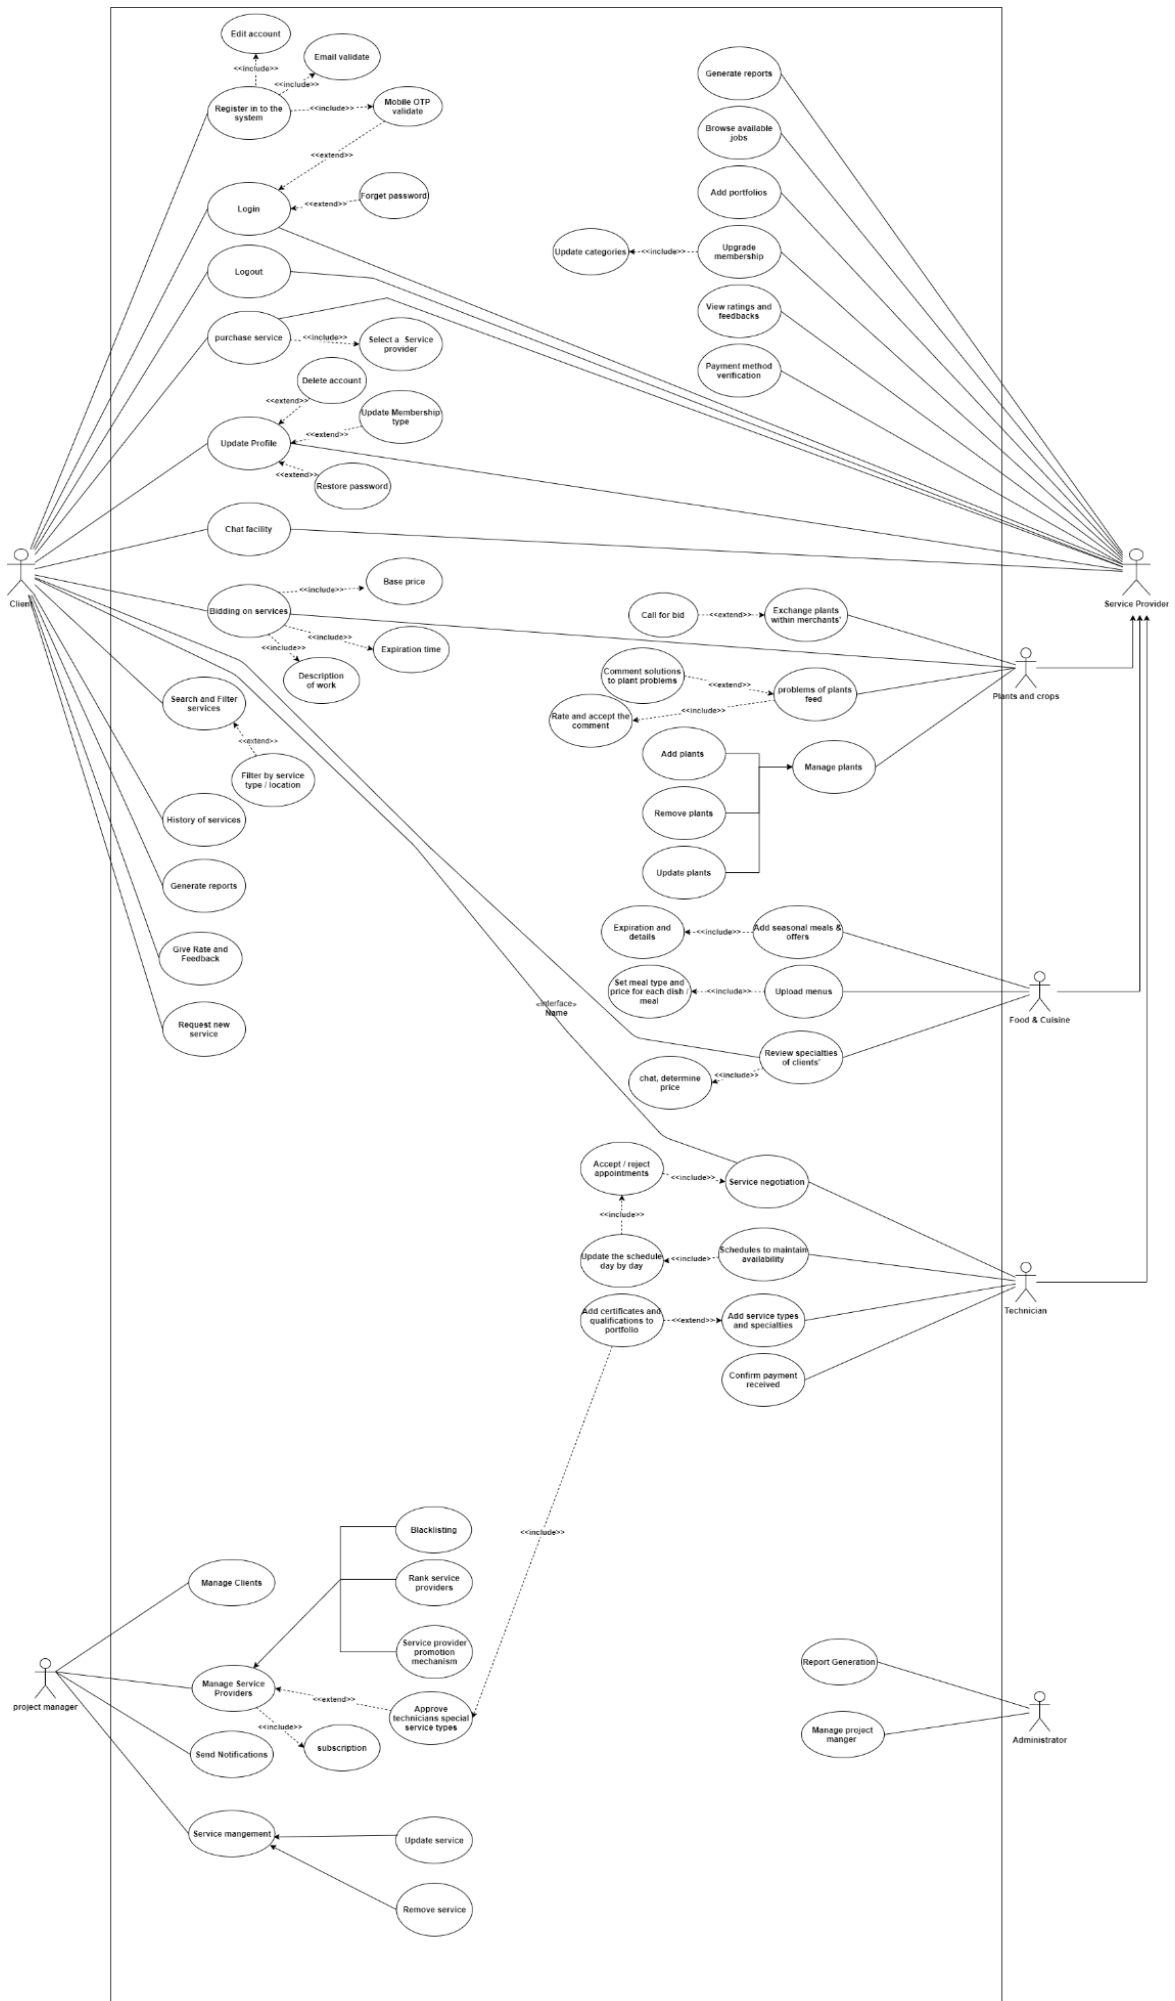 Edit account
<<include>>
Email validate
<<include>>
Register in to the
system
<<include>>
Mobile OTP
validate
<<extend>>
Login
<<extend>>
Forget password
Logout
purchase service
<<include>>
Select a Service
provider
Delete account
<<extend>>
Update Membership
type
<<extend>>
Update Profile
<<extend>>
Restore password
Chat facility
Client
Base price
<<include>>
Bidding on services
<<include>>
Expiration time
<<include>>
Description
of work
Search and Filter
services
<<extend>>
Filter by service
type / location
History of services
Generate reports
Give Rate and
Feedback
Request new
service
Generate reports
Browse available
jobs
Add portfolios
Update categories
<<include>>
Upgrade
membership
View ratings and
feedbacks
Payment method
verification
Service Provider
Call for bid
<<extend>>
Exchange plants
within merchants'
Plants and crops
Comment solutions
to plant problems
<<extend>>
problems of plants
feed
<<include>>
Rate and accept the
comment
Add plants
Manage plants
Remove plants
Update plants
Expiration and
details
<<include>>
Add seasonal meals &
offers
Set meal type and
price for each dish /
meal
<<include>>
Upload menus
Food & Cuisine
<interface>
Name
Review specialties
of clients'
<<include>>
chat, determine
price
Accept / reject
appointments
<<include>>
Service negotiation
<<include>>
Update the schedule
day by day
<<include>>
Schedules to maintain
availability
Technician
Add certificates and
qualifications to
portfolio
<<extend>>
Add service types
and specialties
Confirm payment
received
<<include>>
Blacklisting
Manage Clients
Rank service
providers
Service provider
promotion
mechanism
project manager
Manage Service
Providers
<<extend>>
Approve
technicians special
service types
<<include>>
subscription
Send Notifications
Service mangement
Update service
Remove service
Report Generation
Manage project
manger
Administrator